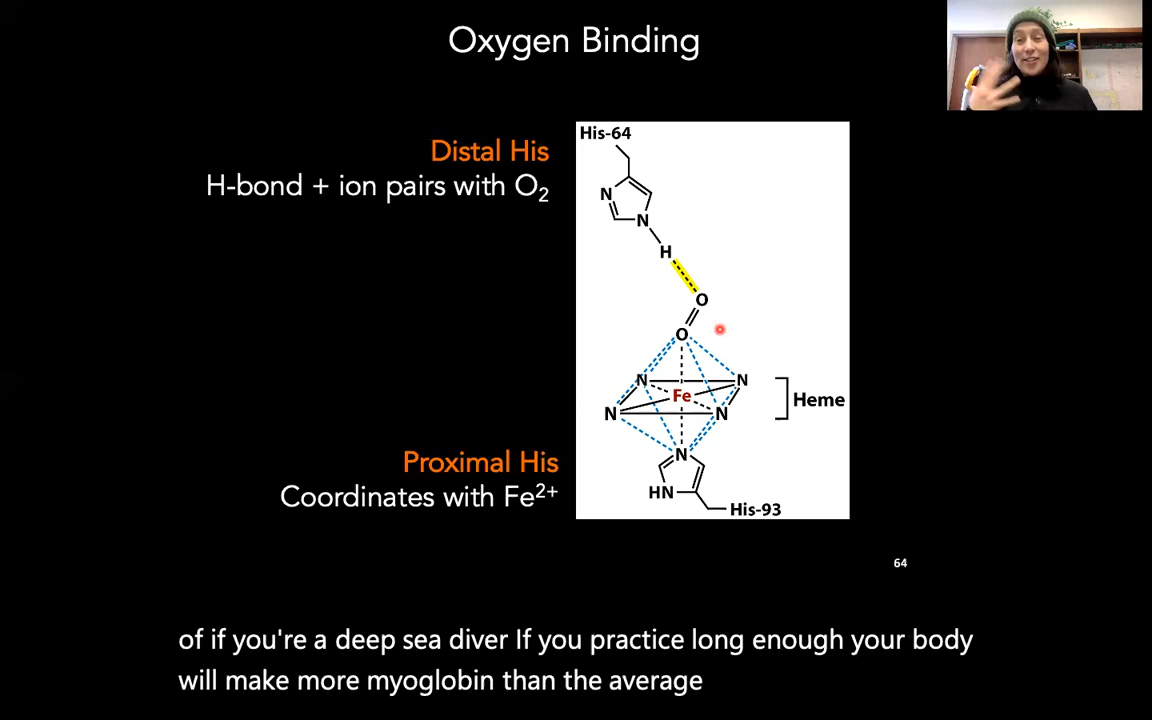 Oxygen Binding
Distal His
H-bond + ion pairs with O₂
His-64
N
N
H
O
O
N
N
Fe
N
N
Heme
Proximal His
Coordinates with Fe²⁺
N
HN
His-93
64
of if you're a deep sea diver If you practice long enough your body
will make more myoglobin than the average